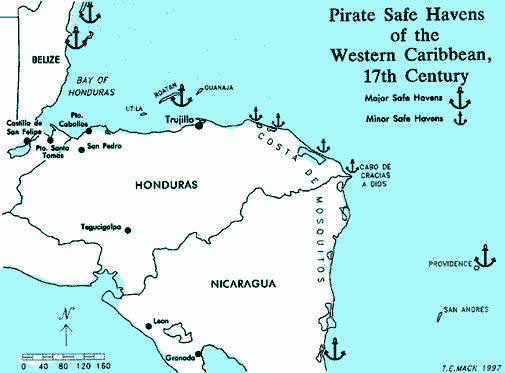 Pirate Safe Havens
of the
Western Caribbean,
17th Century
Major Safe Havens
Minor Safe Havens
BELIZE
BAY OF
HONDURAS
ROATAN
GUANAJA
UTILA
Castillo de
San Felipe
Pto.
Caballos
Trujillo
Pto. Santo
Tomás
San Pedro
COSTA DE
MOSQUITOS
CABO DE
GRACIAS
A DIOS
HONDURAS
Tegucigalpa
NICARAGUA
PROVIDENCE
SAN ANDRES
N
Leon
Granada
0 40 80 120 160
T.E. MACK 1997